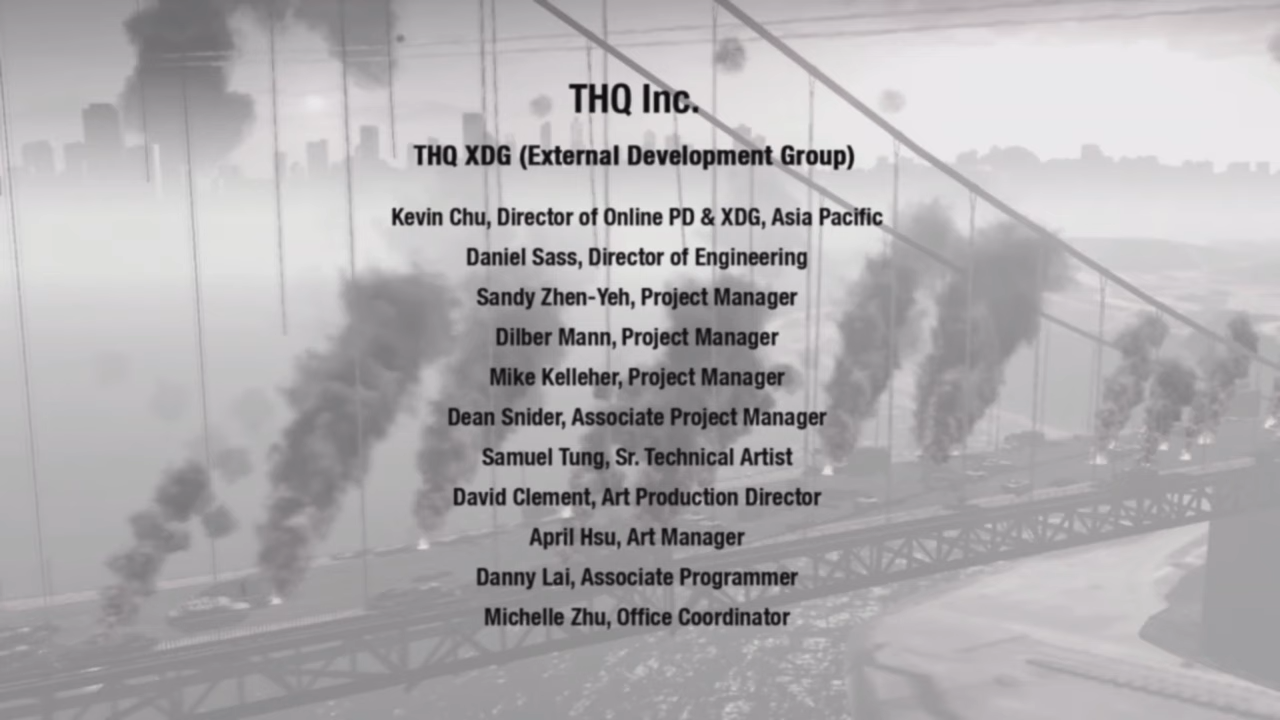 THQ Inc.
THQ XDG (External Development Group)
Kevin Chu, Director of Online PD & XDG, Asia Pacific
Daniel Sass, Director of Engineering
Sandy Zhen-Yeh, Project Manager
Dilber Mann, Project Manager
Mike Kelleher, Project Manager
Dean Snider, Associate Project Manager
Samuel Tung, Sr. Technical Artist
David Clement, Art Production Director
April Hsu, Art Manager
Danny Lai, Associate Programmer
Michelle Zhu, Office Coordinator